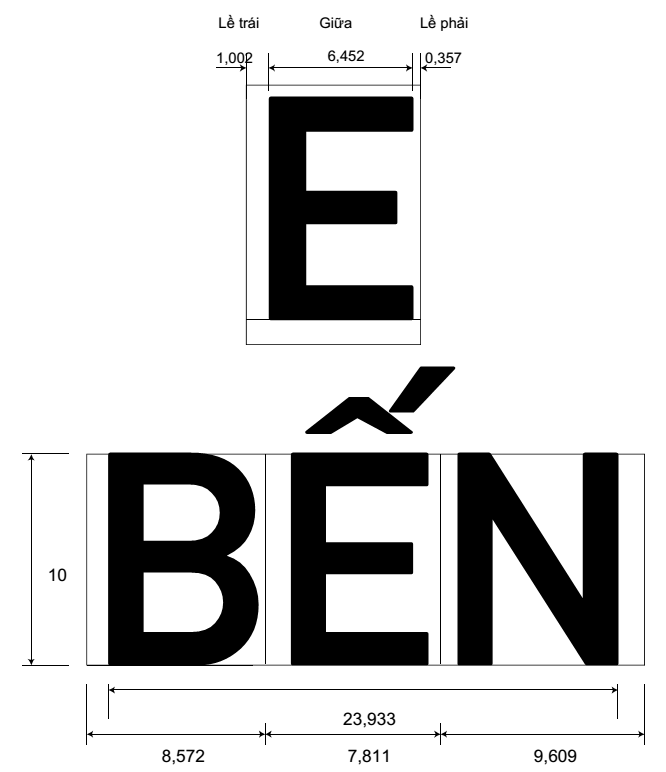 Lề trái Giữa Lề phải
1,002 6,452 0,357
E
BẾN
10
23,933
8,572 7,811 9,609